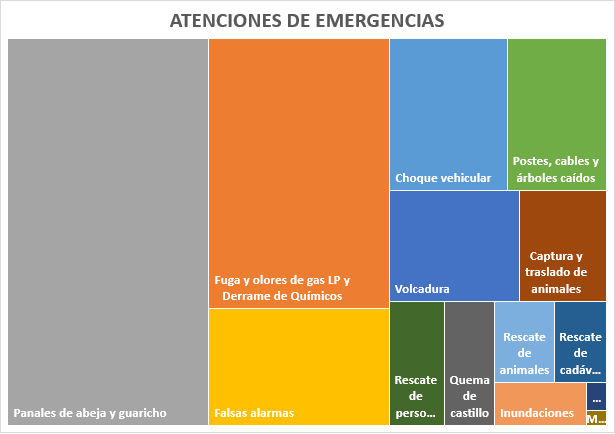 ATENCIONES DE EMERGENCIAS
Panales de abeja y guaricho
Fuga y olores de gas LP y
Derrame de Químicos
Falsas alarmas
Choque vehicular
Postes, cables y
árboles caídos
Volcadura
Captura y
traslado de
animales
Rescate
de
perso...
Quema
de
castillo
Rescate
de
animales
Rescate
de
cadáv...
Inundaciones
...
M...